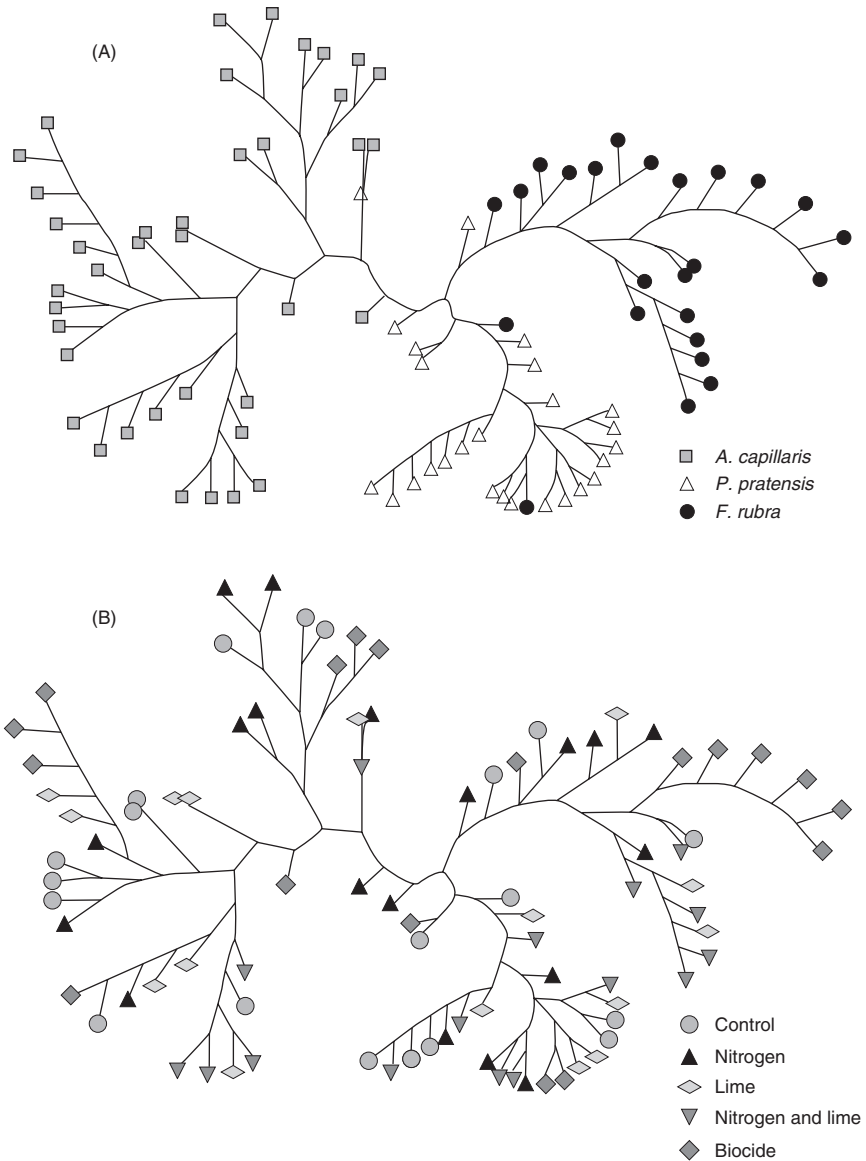 (A)
A. capillaris
P. pratensis
F. rubra
(B)
Control
Nitrogen
Lime
Nitrogen and lime
Biocide